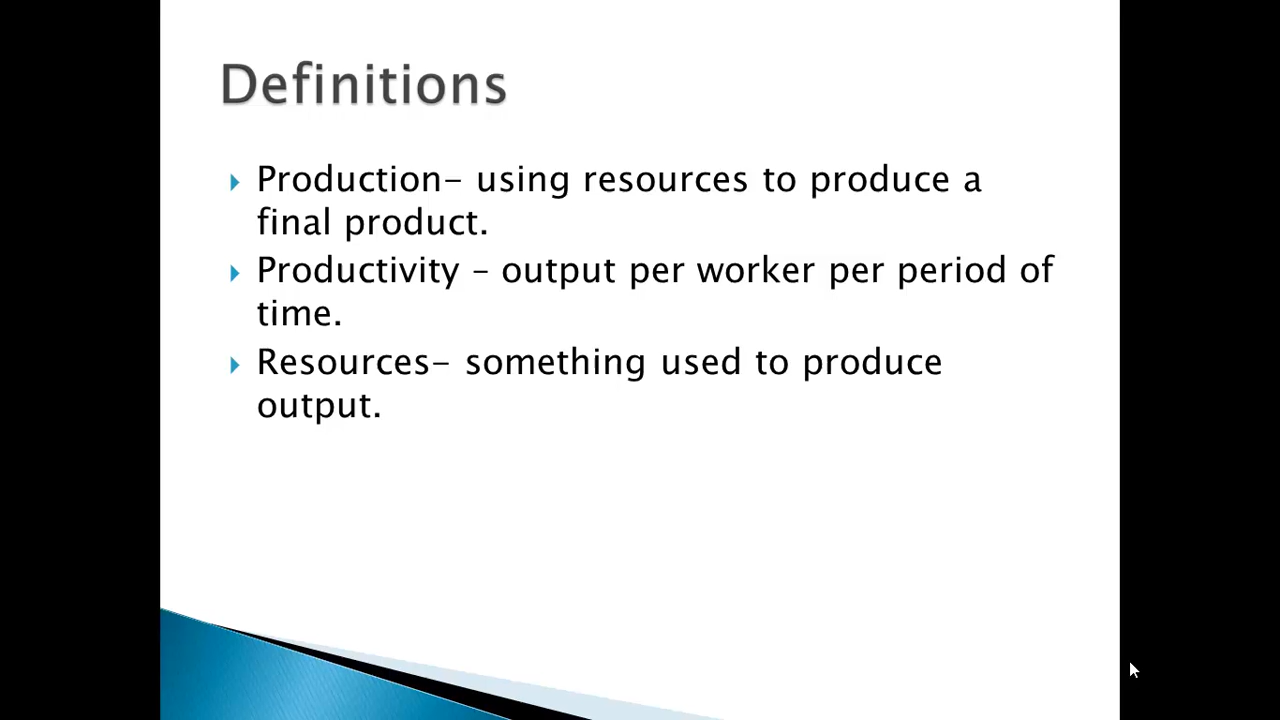 Definitions
Production- using resources to produce a
final product.
Productivity – output per worker per period of
time.
Resources- something used to produce
output.